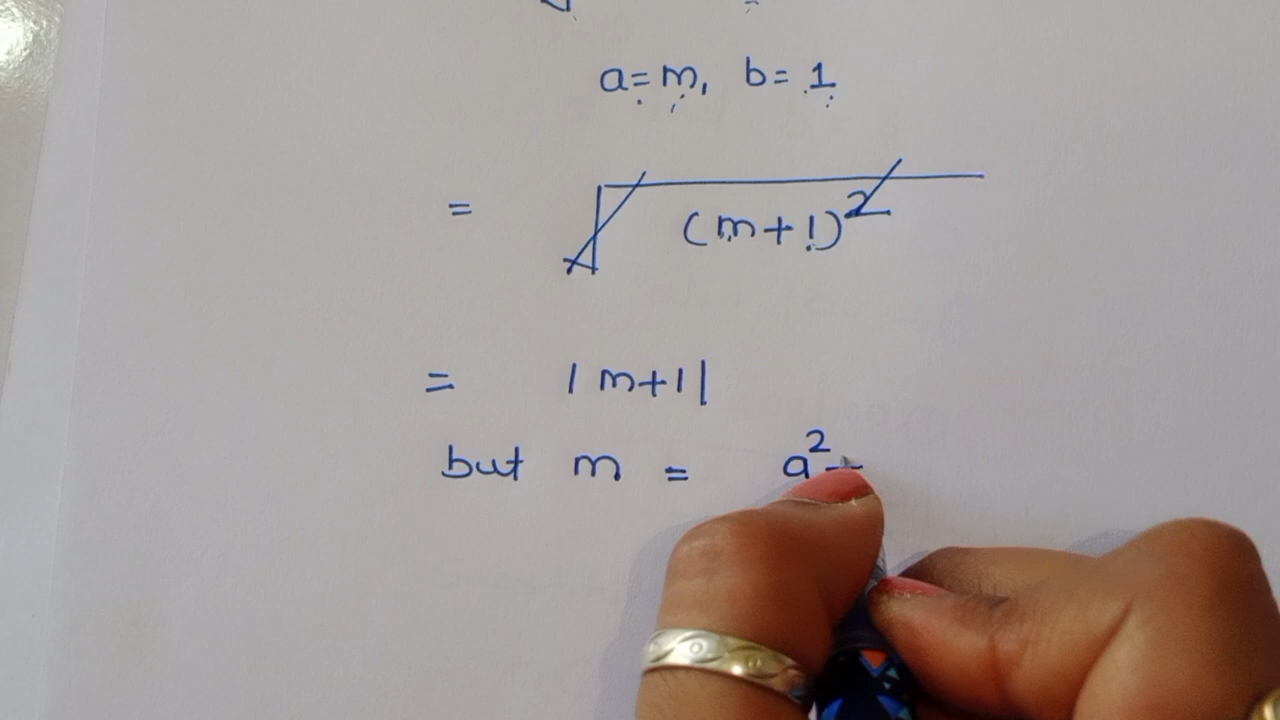 a=m, b=1
= √(m+1)²
= |m+1|
but m = a²+